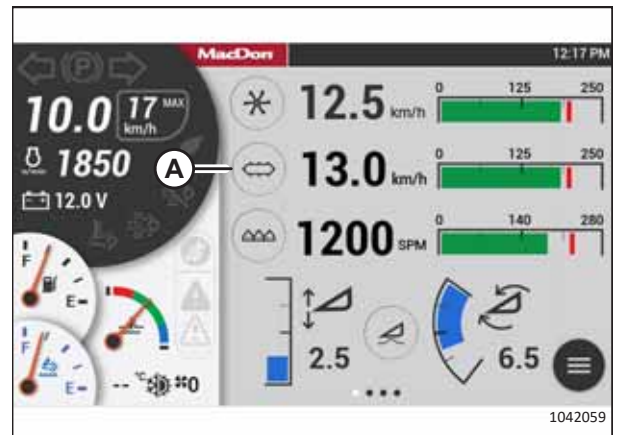 MacDon 12:17 PM
P
10.0 17 MAX km/h
1850
12.0 V
A
12.5 km/h
0 125 250
13.0 km/h
0 125 250
1200 SPM
0 140 280
F
E
F
E
-- °C 0
2.5
6.5
1042059